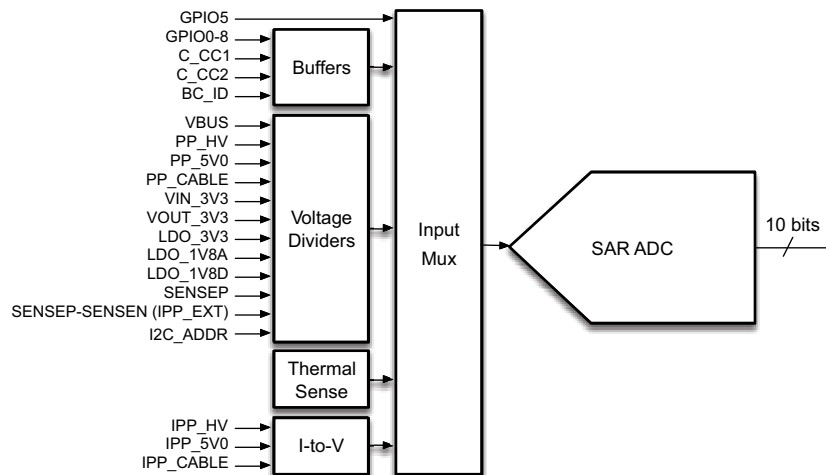 GPIO5
GPIO0-8
C_CC1
C_CC2
BC_ID
Buffers
VBUS
PP_HV
PP_5V0
PP_CABLE
VIN_3V3
VOUT_3V3
LDO_3V3
LDO_1V8A
LDO_1V8D
SENSEP
SENSEP-SENSEN (IPP_EXT)
I2C_ADDR
Voltage
Dividers
Thermal
Sense
IPP_HV
IPP_5V0
IPP_CABLE
I-to-V
Input
Mux
SAR ADC
10 bits